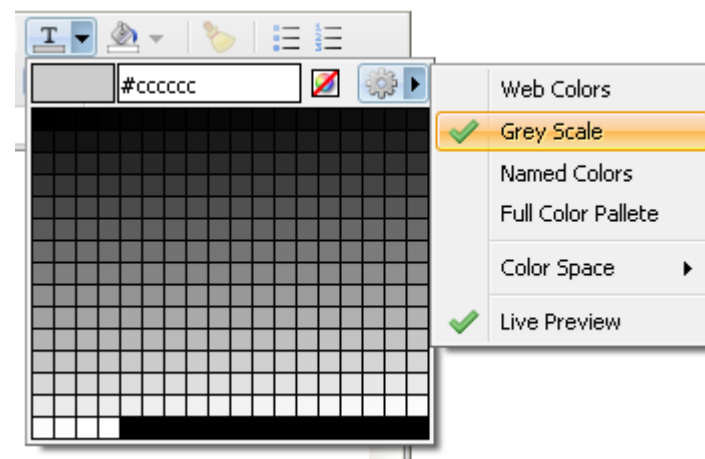 T
#cccccc
Web Colors
Grey Scale
Named Colors
Full Color Pallete
Color Space
Live Preview